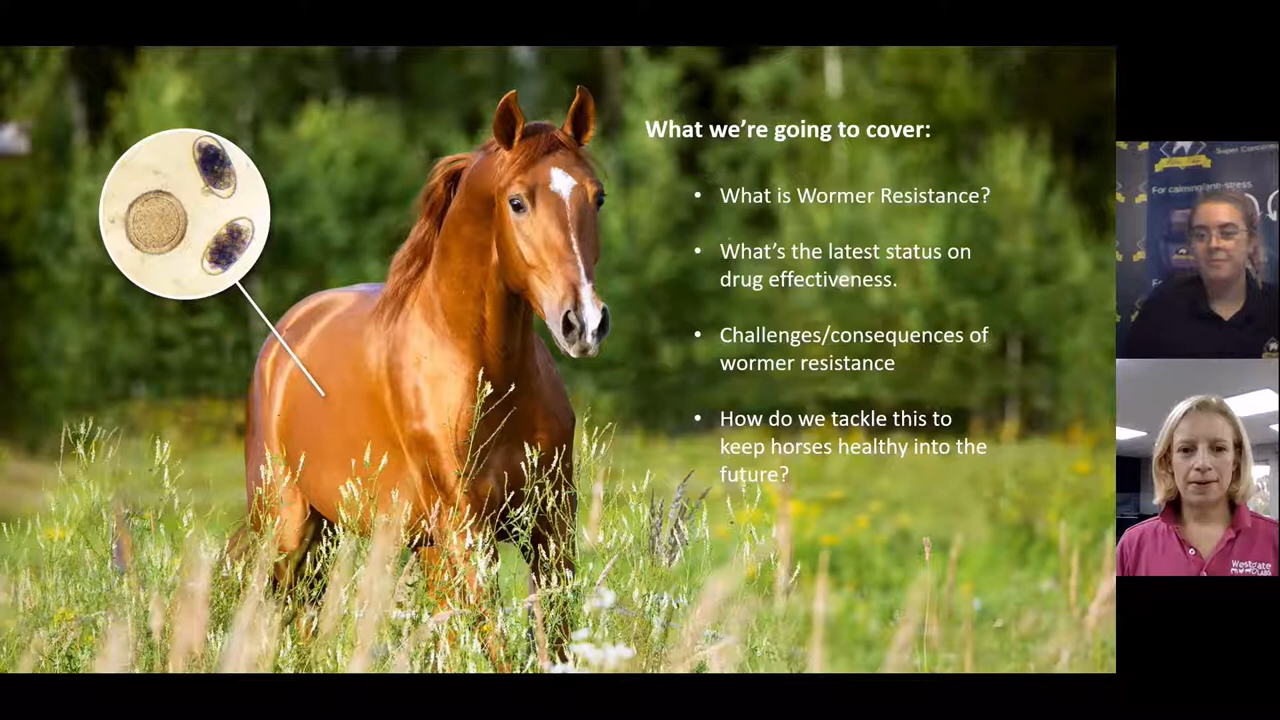 What we're going to cover:
• What is Wormer Resistance?
• What's the latest status on
drug effectiveness.
• Challenges/consequences of
wormer resistance
• How do we tackle this to
keep horses healthy into the
future?
For calming/anti-stress
Westgate
LABS